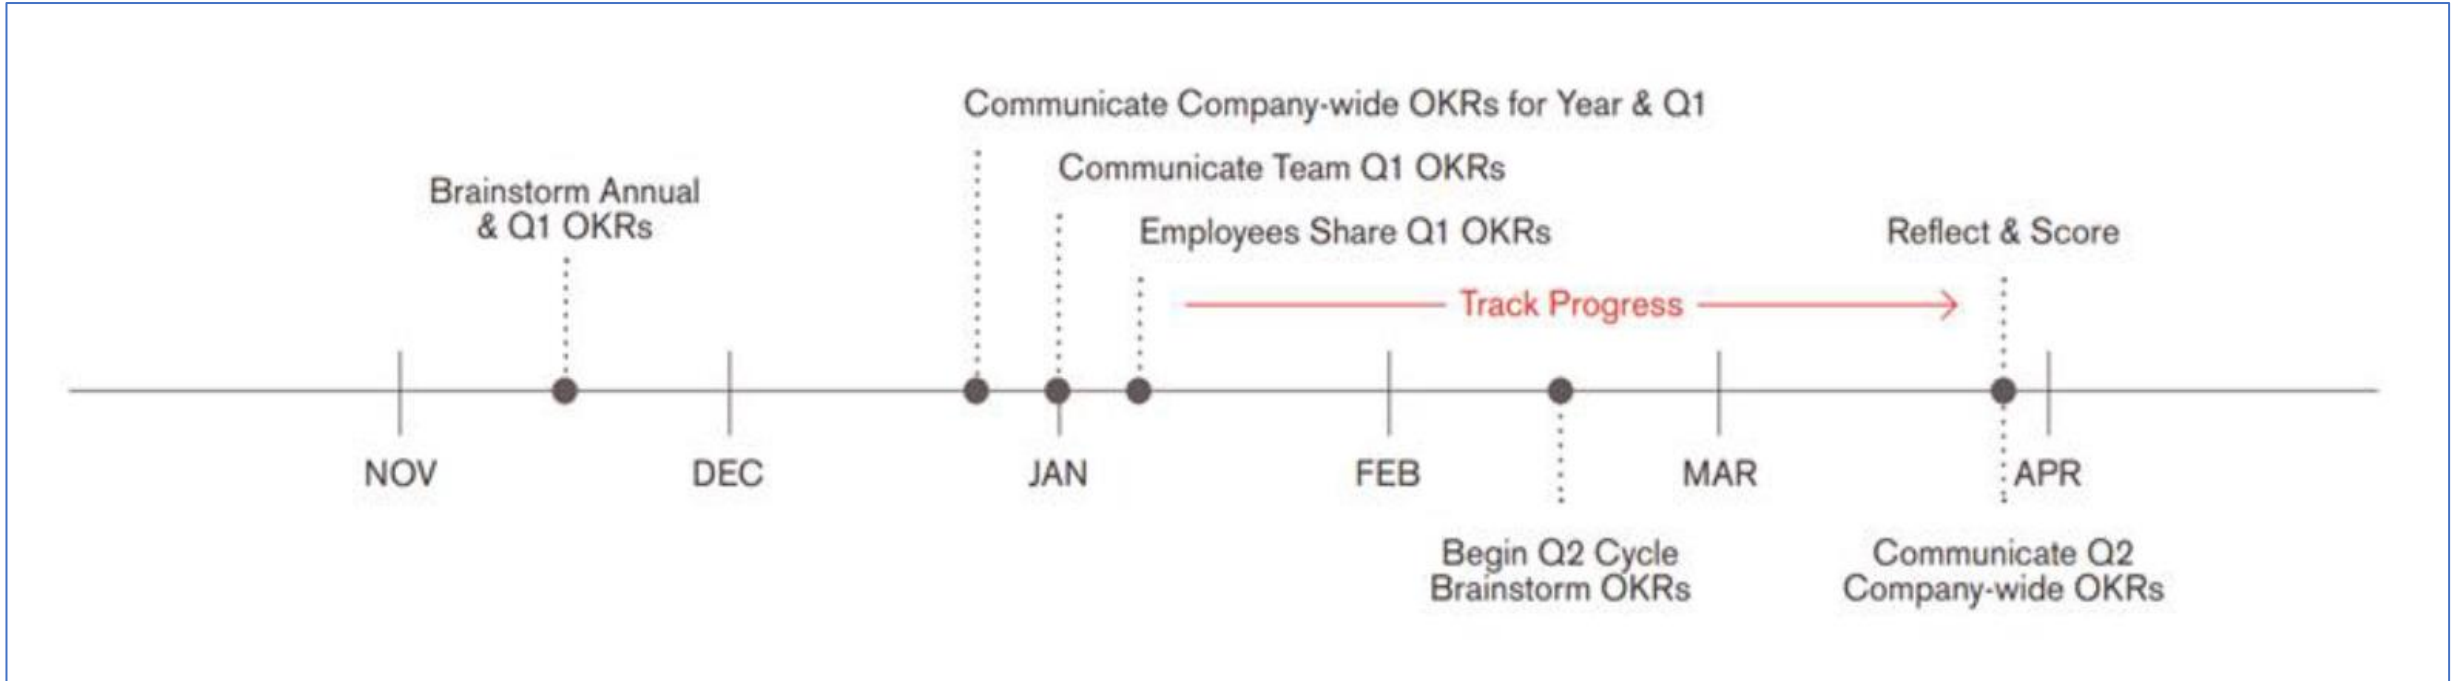 Communicate Company-wide OKRs for Year & Q1
Communicate Team Q1 OKRs
Brainstorm Annual
& Q1 OKRs
Employees Share Q1 OKRs
Reflect & Score
Track Progress
NOV
DEC
JAN
FEB
MAR
APR
Begin Q2 Cycle
Brainstorm OKRs
Communicate Q2
Company-wide OKRs